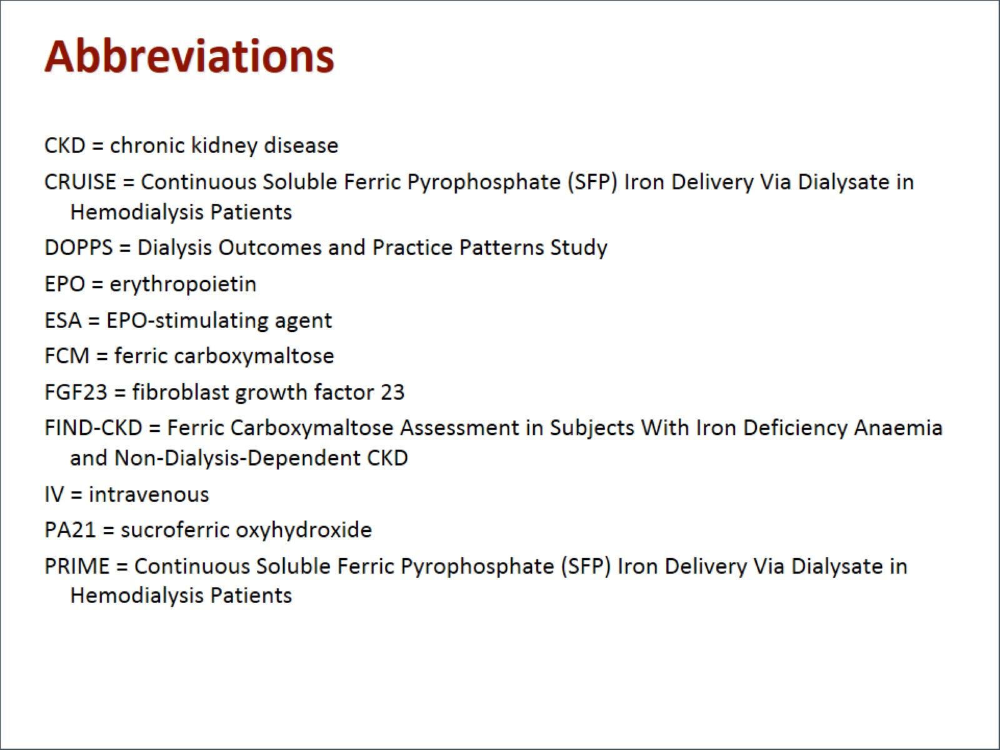 Abbreviations
CKD = chronic kidney disease
CRUISE = Continuous Soluble Ferric Pyrophosphate (SFP) Iron Delivery Via Dialysate in
Hemodialysis Patients
DOPPS = Dialysis Outcomes and Practice Patterns Study
EPO = erythropoietin
ESA = EPO-stimulating agent
FCM = ferric carboxymaltose
FGF23 = fibroblast growth factor 23
FIND-CKD = Ferric Carboxymaltose Assessment in Subjects With Iron Deficiency Anaemia
and Non-Dialysis-Dependent CKD
IV = intravenous
PA21 = sucroferric oxyhydroxide
PRIME = Continuous Soluble Ferric Pyrophosphate (SFP) Iron Delivery Via Dialysate in
Hemodialysis Patients